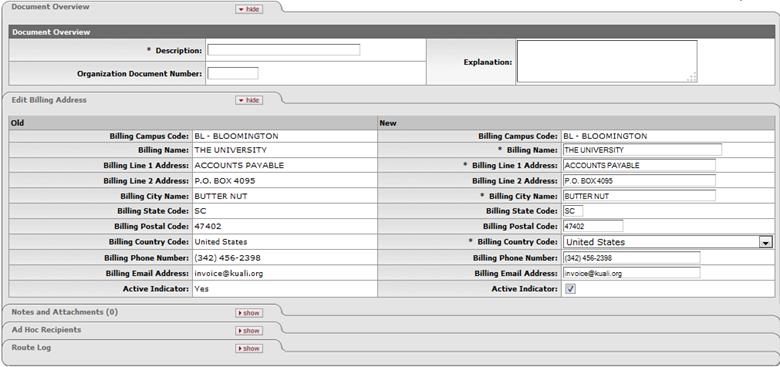 Document Overview hide
Document Overview
* Description: Explanation:
Organization Document Number:
Edit Billing Address hide
Old New
Billing Campus Code: BL - BLOOMINGTON Billing Campus Code: BL - BLOOMINGTON
Billing Name: THE UNIVERSITY * Billing Name: THE UNIVERSITY
Billing Line 1 Address: ACCOUNTS PAYABLE * Billing Line 1 Address: ACCOUNTS PAYABLE
Billing Line 2 Address: P.O. BOX 4095 Billing Line 2 Address: P.O. BOX 4095
Billing City Name: BUTTER NUT * Billing City Name: BUTTER NUT
Billing State Code: SC Billing State Code: SC
Billing Postal Code: 47402 Billing Postal Code: 47402
Billing Country Code: United States * Billing Country Code: United States
Billing Phone Number: (342) 456-2398 Billing Phone Number: (342) 456-2398
Billing Email Address: invoice@kuali.org Billing Email Address: invoice@kuali.org
Active Indicator: Yes Active Indicator:
Notes and Attachments (0) show
Ad Hoc Recipients show
Route Log show